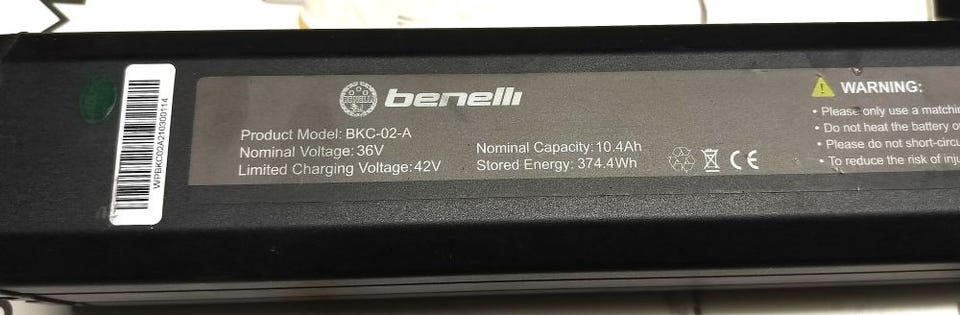 WPBKC02A210300114
BENELLI
benelli
Product Model: BKC-02-A
Nominal Voltage: 36V
Limited Charging Voltage: 42V
Nominal Capacity: 10.4Ah
Stored Energy: 374.4Wh
CE
WARNING:
• Please only use a matchin
• Do not heat the battery o
• Please do not short-circu
• To reduce the risk of inju